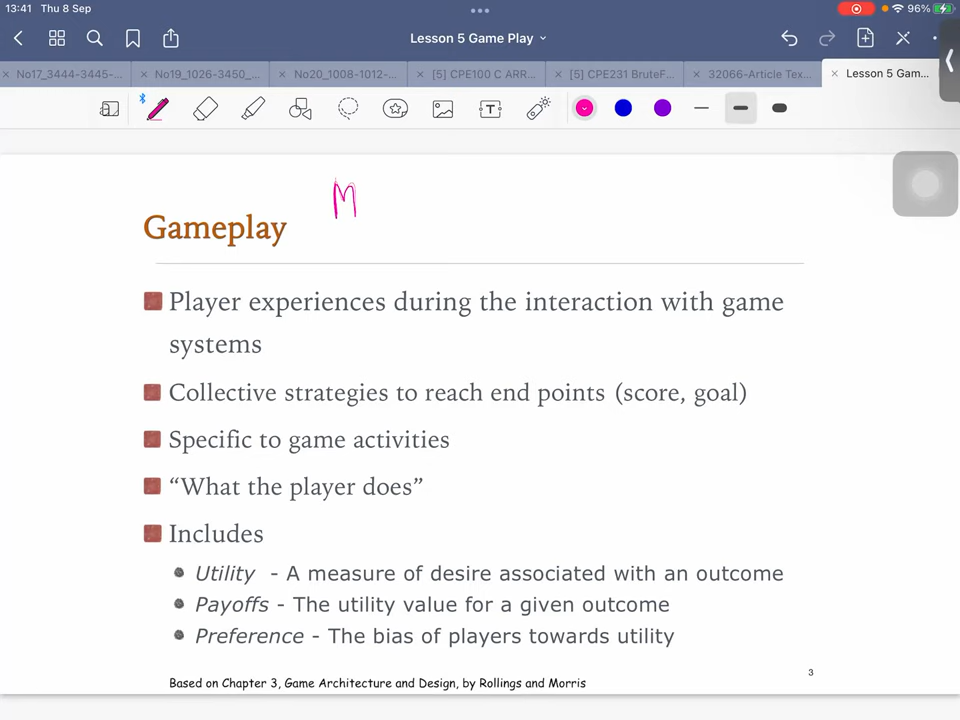 13:41 Thu 8 Sep
96%
Lesson 5 Game Play
No17_3444-3445-...
No19_1026-3450_...
No20_1008-1012-...
[5] CPE100 C ARR...
[5] CPE231 BruteF...
32066-Article Tex...
Lesson 5 Gam...
M
Gameplay
Player experiences during the interaction with game
systems
Collective strategies to reach end points (score, goal)
Specific to game activities
“What the player does”
Includes
Utility - A measure of desire associated with an outcome
Payoffs - The utility value for a given outcome
Preference - The bias of players towards utility
3
Based on Chapter 3, Game Architecture and Design, by Rollings and Morris